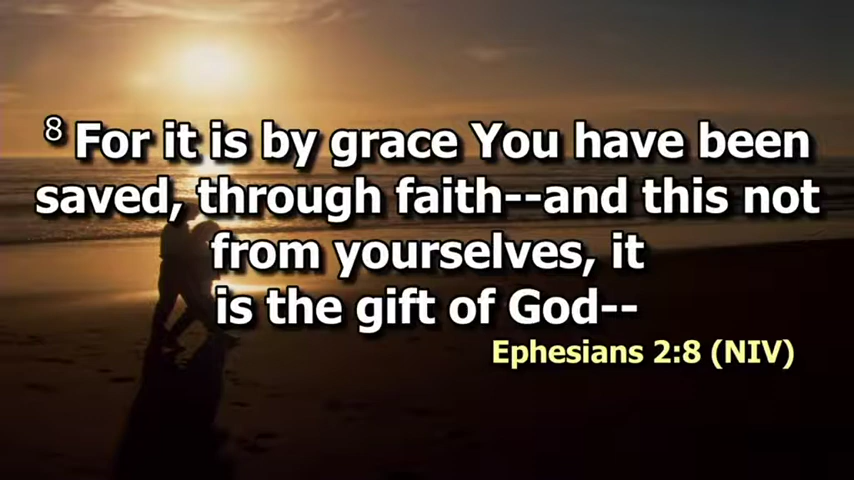 8 For it is by grace You have been
saved, through faith--and this not
from yourselves, it
is the gift of God--
Ephesians 2:8 (NIV)